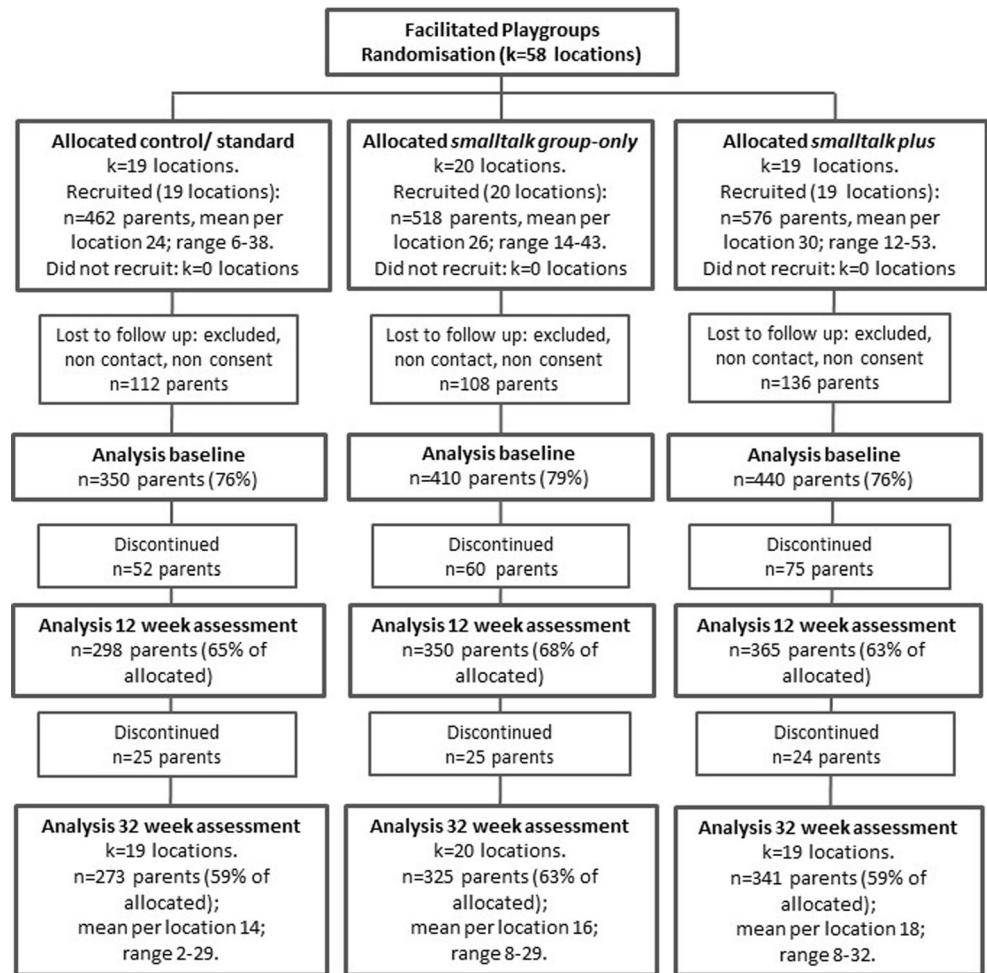 Facilitated Playgroups
Randomisation (k=58 locations)
Allocated control/ standard
k=19 locations.
Recruited (19 locations):
n=462 parents, mean per
location 24; range 6-38.
Did not recruit: k=0 locations
Allocated smalltalk group-only
k=20 locations.
Recruited (20 locations):
n=518 parents, mean per
location 26; range 14-43.
Did not recruit: k=0 locations
Allocated smalltalk plus
k=19 locations.
Recruited (19 locations):
n=576 parents, mean per
location 30; range 12-53.
Did not recruit: k=0 locations
Lost to follow up: excluded,
non contact, non consent
n=112 parents
Lost to follow up: excluded,
non contact, non consent
n=108 parents
Lost to follow up: excluded,
non contact, non consent
n=136 parents
Analysis baseline
n=350 parents (76%)
Analysis baseline
n=410 parents (79%)
Analysis baseline
n=440 parents (76%)
Discontinued
n=52 parents
Discontinued
n=60 parents
Discontinued
n=75 parents
Analysis 12 week assessment
n=298 parents (65% of
allocated)
Analysis 12 week assessment
n=350 parents (68% of
allocated)
Analysis 12 week assessment
n=365 parents (63% of
allocated)
Discontinued
n=25 parents
Discontinued
n=25 parents
Discontinued
n=24 parents
Analysis 32 week assessment
k=19 locations.
n=273 parents (59% of
allocated);
mean per location 14;
range 2-29.
Analysis 32 week assessment
k=20 locations.
n=325 parents (63% of
allocated);
mean per location 16;
range 8-29.
Analysis 32 week assessment
k=19 locations.
n=341 parents (59% of
allocated);
mean per location 18;
range 8-32.